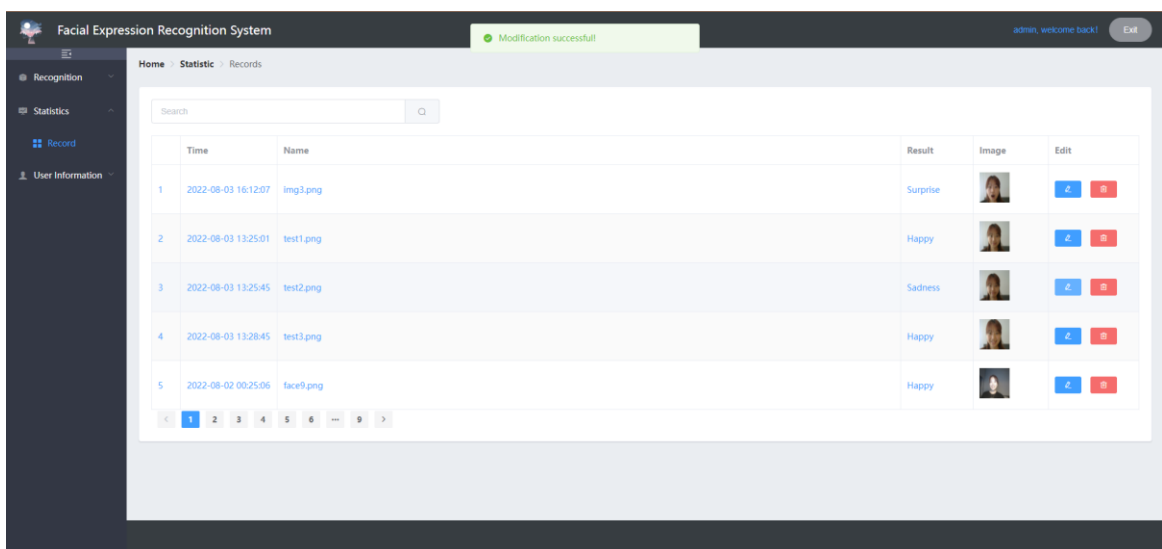 Facial Expression Recognition System
Modification successful!
admin, welcome back!
Exit
Recognition
Statistics
Record
User Information
Home > Statistic > Records
Search
Time Name Result Image Edit
1 2022-08-03 16:12:07 img3.png Surprise
2 2022-08-03 13:25:01 test1.png Happy
3 2022-08-03 13:25:45 test2.png Sadness
4 2022-08-03 13:28:45 test3.png Happy
5 2022-08-02 00:25:06 face9.png Happy
< 1 2 3 4 5 6 ··· 9 >